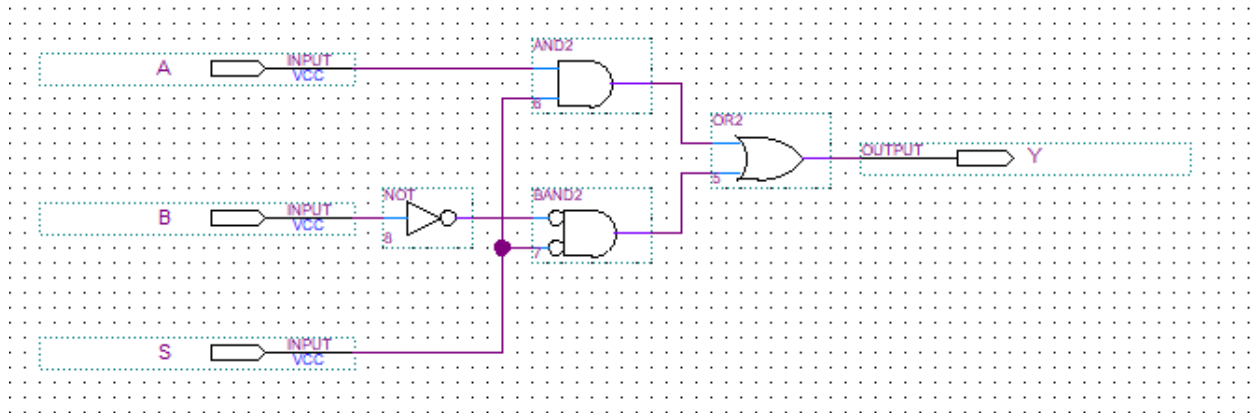 AND2
A INPUT
VCC
6
OR2
OUTPUT Y
5
NOT BAND2
B INPUT
VCC
8 7
S INPUT
VCC